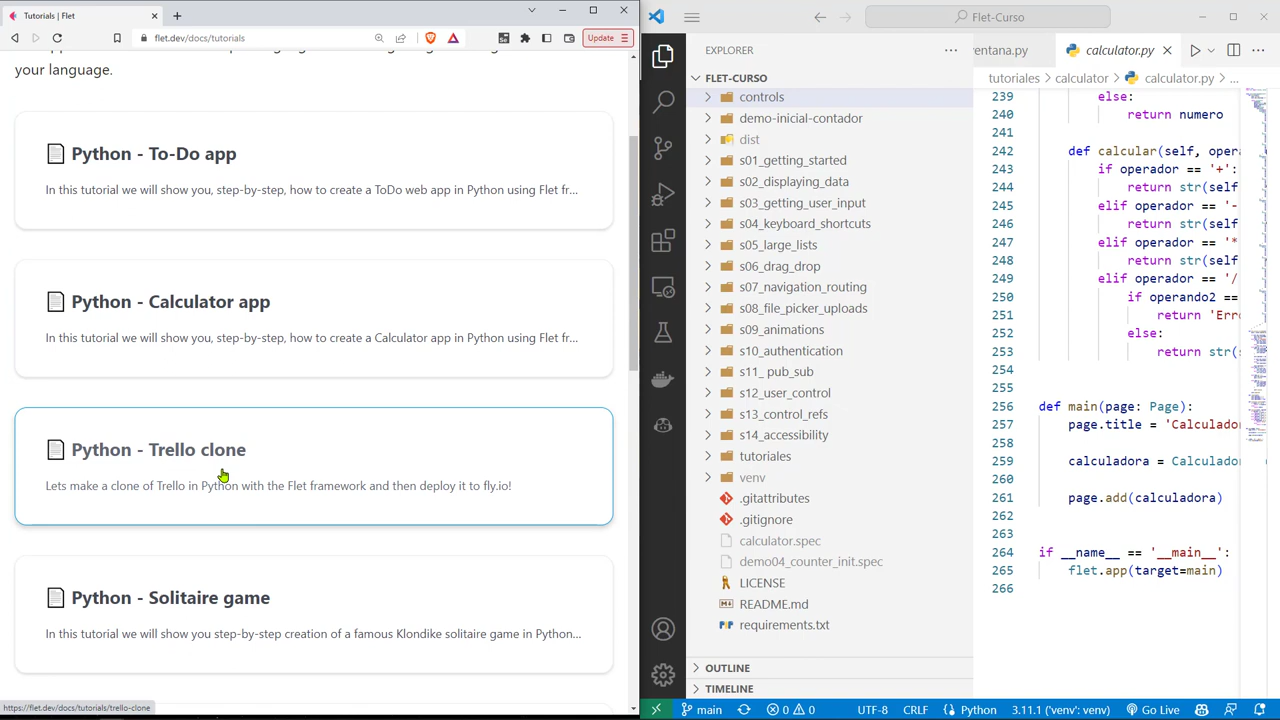 Tutorials | Flet
flet.dev/docs/tutorials
Update
your language.
Python - To-Do app
In this tutorial we will show you, step-by-step, how to create a ToDo web app in Python using Flet fr...
Python - Calculator app
In this tutorial we will show you, step-by-step, how to create a Calculator app in Python using Flet fr...
Python - Trello clone
Lets make a clone of Trello in Python with the Flet framework and then deploy it to fly.io!
Python - Solitaire game
In this tutorial we will show you step-by-step creation of a famous Klondike solitaire game in Python...
https://flet.dev/docs/tutorials/trello-clone
Flet-Curso
EXPLORER
FLET-CURSO
controls
demo-inicial-contador
dist
s01_getting_started
s02_displaying_data
s03_getting_user_input
s04_keyboard_shortcuts
s05_large_lists
s06_drag_drop
s07_navigation_routing
s08_file_picker_uploads
s09_animations
s10_authentication
s11_ pub_sub
s12_user_control
s13_control_refs
s14_accessibility
tutoriales
venv
.gitattributes
.gitignore
calculator.spec
demo04_counter_init.spec
LICENSE
README.md
requirements.txt
OUTLINE
TIMELINE
entana.py
calculator.py
tutoriales > calculator > calculator.py > ...
239 else:
240 return numero
241
242 def calcular(self, opera
243 if operador == '+':
244 return str(self
245 elif operador == '-
246 return str(self
247 elif operador == '*
248 return str(self
249 elif operador == '/
250 if operando2 ==
251 return 'Erro
252 else:
253 return str(s
254
255
256 def main(page: Page):
257 page.title = 'Calculador
258
259 calculadora = Calculado
260
261 page.add(calculadora)
262
263
264 if __name__ == '__main__':
265 flet.app(target=main)
266
main
0 0
UTF-8
CRLF
Python
3.11.1 ('venv': venv)
Go Live